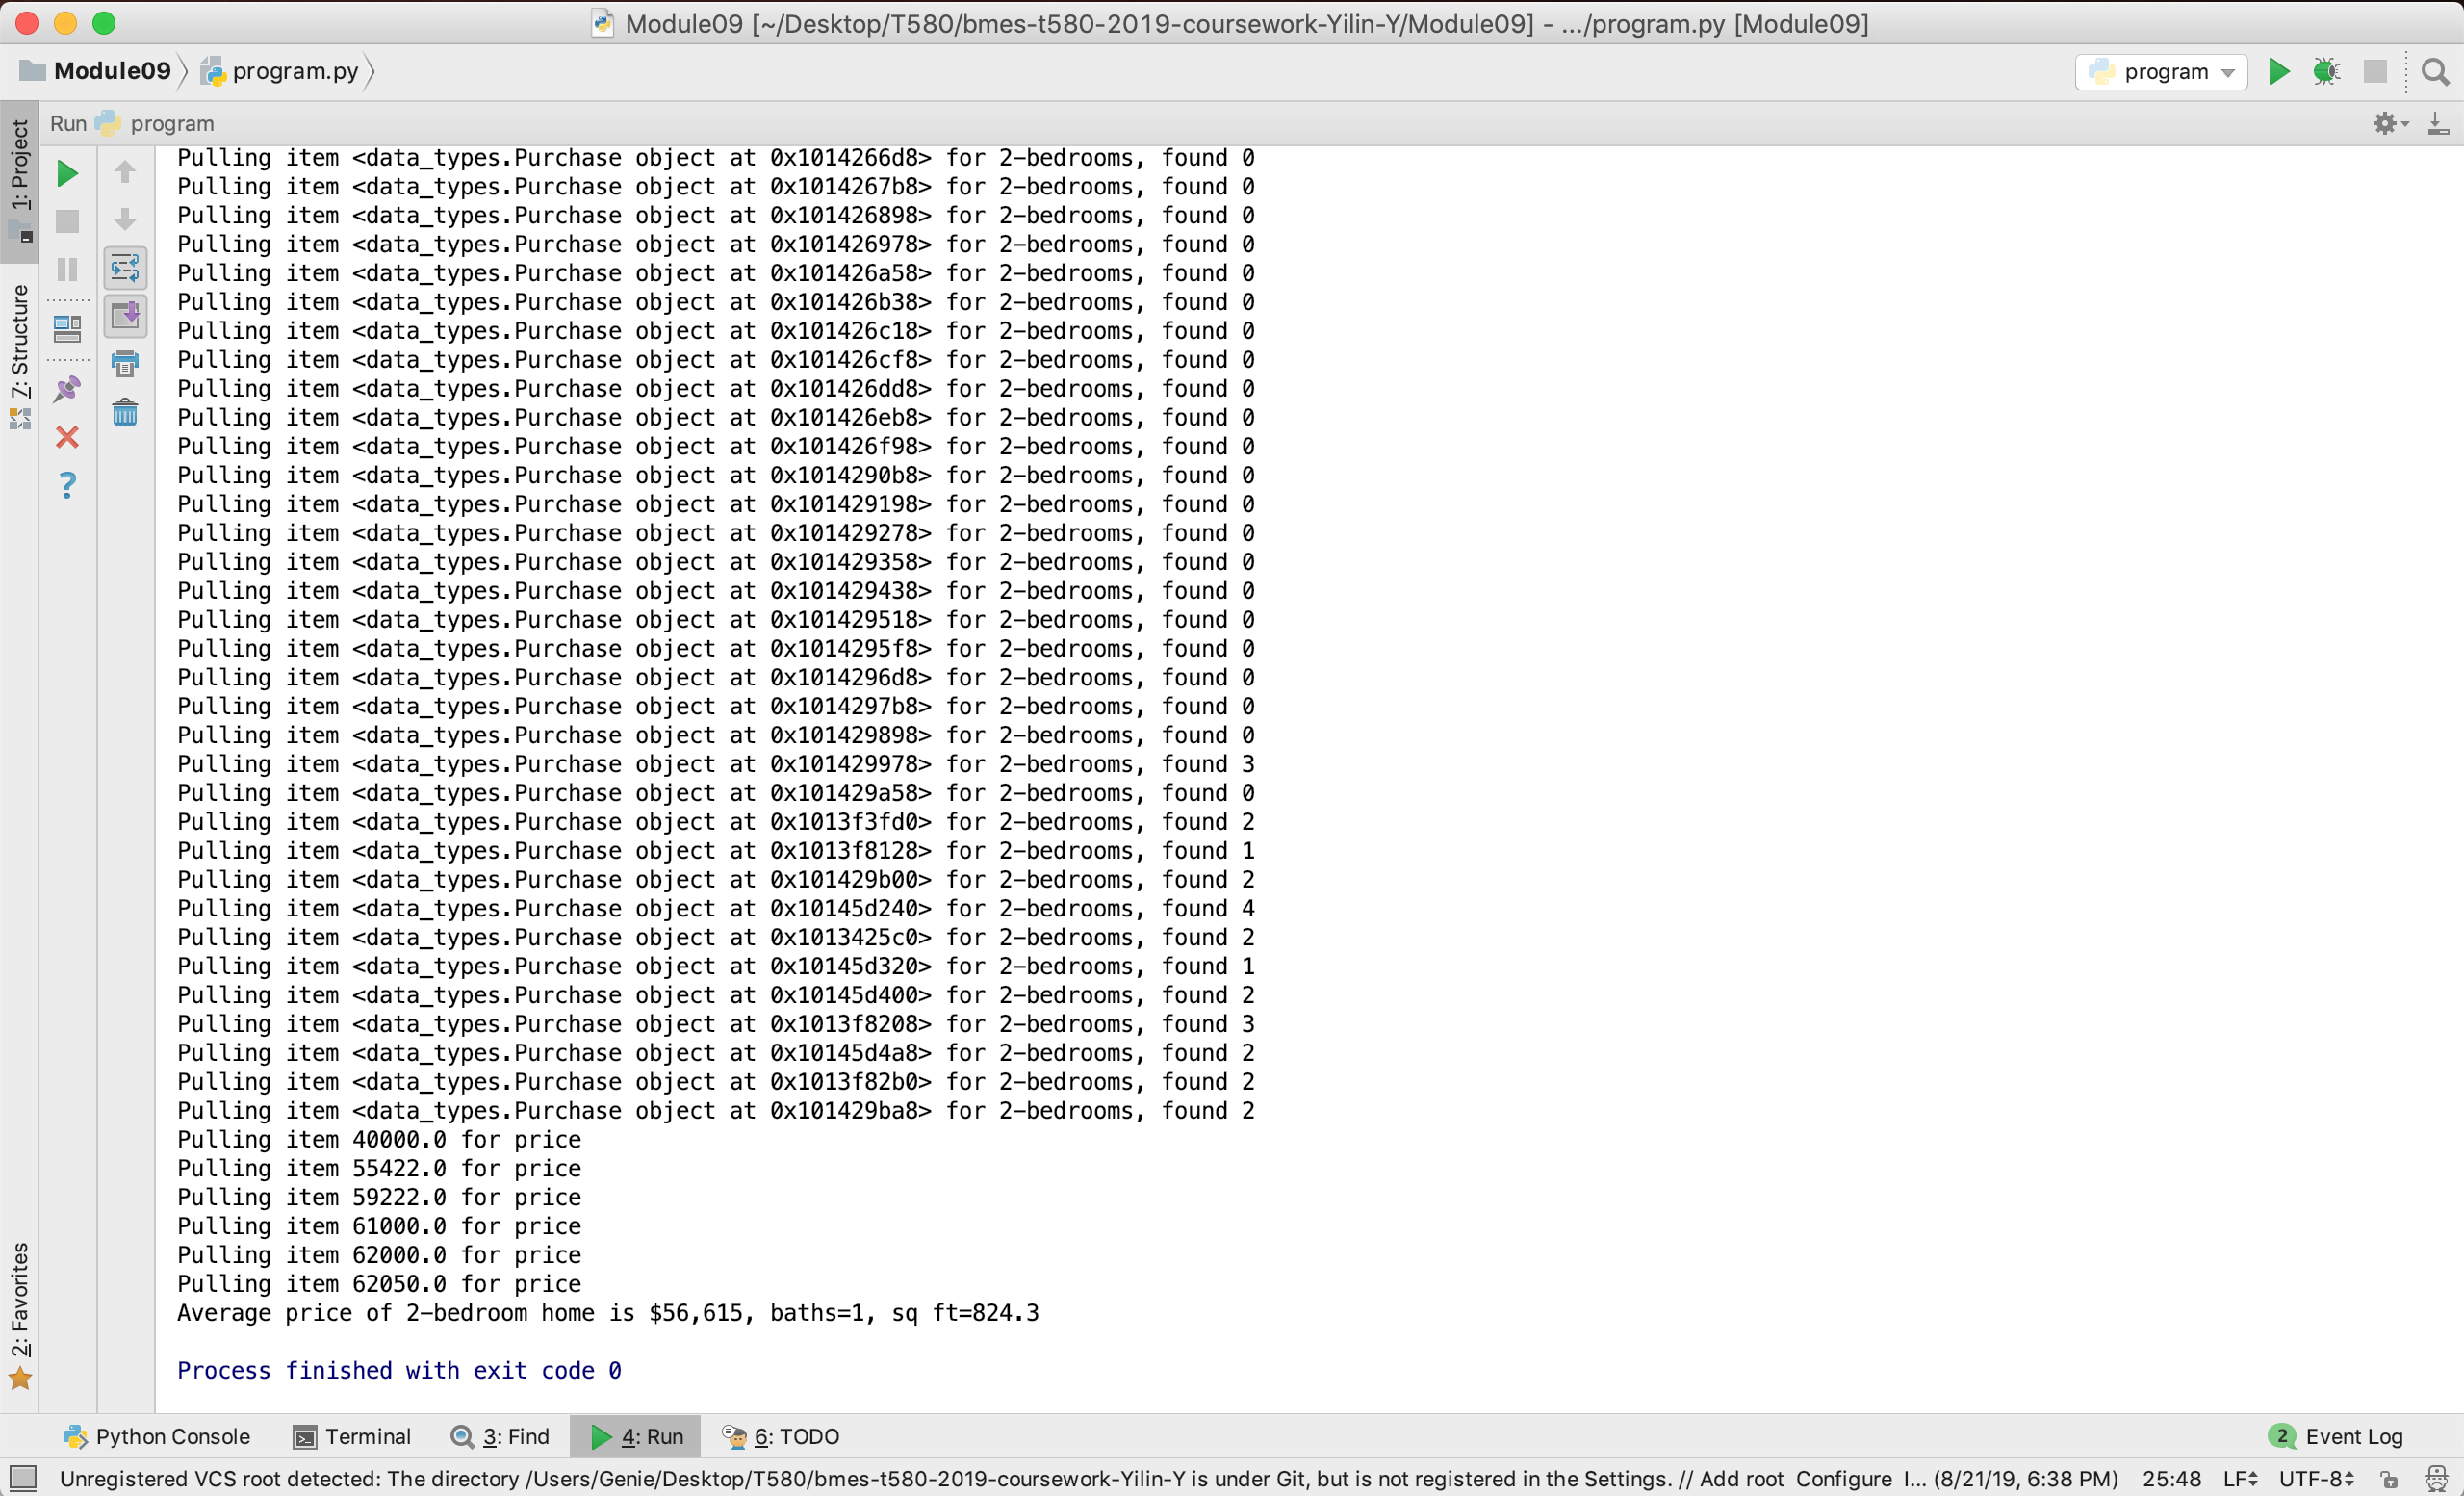 Module09 [~/Desktop/T580/bmes-t580-2019-coursework-Yilin-Y/Module09] - .../program.py [Module09]
Module09 program.py program
Run program
1: Project
7: Structure
2: Favorites
Pulling item <data_types.Purchase object at 0x1014266d8> for 2-bedrooms, found 0
Pulling item <data_types.Purchase object at 0x1014267b8> for 2-bedrooms, found 0
Pulling item <data_types.Purchase object at 0x101426898> for 2-bedrooms, found 0
Pulling item <data_types.Purchase object at 0x101426978> for 2-bedrooms, found 0
Pulling item <data_types.Purchase object at 0x101426a58> for 2-bedrooms, found 0
Pulling item <data_types.Purchase object at 0x101426b38> for 2-bedrooms, found 0
Pulling item <data_types.Purchase object at 0x101426c18> for 2-bedrooms, found 0
Pulling item <data_types.Purchase object at 0x101426cf8> for 2-bedrooms, found 0
Pulling item <data_types.Purchase object at 0x101426dd8> for 2-bedrooms, found 0
Pulling item <data_types.Purchase object at 0x101426eb8> for 2-bedrooms, found 0
Pulling item <data_types.Purchase object at 0x101426f98> for 2-bedrooms, found 0
Pulling item <data_types.Purchase object at 0x1014290b8> for 2-bedrooms, found 0
Pulling item <data_types.Purchase object at 0x101429198> for 2-bedrooms, found 0
Pulling item <data_types.Purchase object at 0x101429278> for 2-bedrooms, found 0
Pulling item <data_types.Purchase object at 0x101429358> for 2-bedrooms, found 0
Pulling item <data_types.Purchase object at 0x101429438> for 2-bedrooms, found 0
Pulling item <data_types.Purchase object at 0x101429518> for 2-bedrooms, found 0
Pulling item <data_types.Purchase object at 0x1014295f8> for 2-bedrooms, found 0
Pulling item <data_types.Purchase object at 0x1014296d8> for 2-bedrooms, found 0
Pulling item <data_types.Purchase object at 0x1014297b8> for 2-bedrooms, found 0
Pulling item <data_types.Purchase object at 0x101429898> for 2-bedrooms, found 0
Pulling item <data_types.Purchase object at 0x101429978> for 2-bedrooms, found 3
Pulling item <data_types.Purchase object at 0x101429a58> for 2-bedrooms, found 0
Pulling item <data_types.Purchase object at 0x1013f3fd0> for 2-bedrooms, found 2
Pulling item <data_types.Purchase object at 0x1013f8128> for 2-bedrooms, found 1
Pulling item <data_types.Purchase object at 0x101429b00> for 2-bedrooms, found 2
Pulling item <data_types.Purchase object at 0x10145d240> for 2-bedrooms, found 4
Pulling item <data_types.Purchase object at 0x1013425c0> for 2-bedrooms, found 2
Pulling item <data_types.Purchase object at 0x10145d320> for 2-bedrooms, found 1
Pulling item <data_types.Purchase object at 0x10145d400> for 2-bedrooms, found 2
Pulling item <data_types.Purchase object at 0x1013f8208> for 2-bedrooms, found 3
Pulling item <data_types.Purchase object at 0x10145d4a8> for 2-bedrooms, found 2
Pulling item <data_types.Purchase object at 0x1013f82b0> for 2-bedrooms, found 2
Pulling item <data_types.Purchase object at 0x101429ba8> for 2-bedrooms, found 2
Pulling item 40000.0 for price
Pulling item 55422.0 for price
Pulling item 59222.0 for price
Pulling item 61000.0 for price
Pulling item 62000.0 for price
Pulling item 62050.0 for price
Average price of 2-bedroom home is $56,615, baths=1, sq ft=824.3
Process finished with exit code 0
Python Console Terminal 3: Find 4: Run 6: TODO 2 Event Log
Unregistered VCS root detected: The directory /Users/Genie/Desktop/T580/bmes-t580-2019-coursework-Yilin-Y is under Git, but is not registered in the Settings. // Add root Configure I... (8/21/19, 6:38 PM) 25:48 LF UTF-8